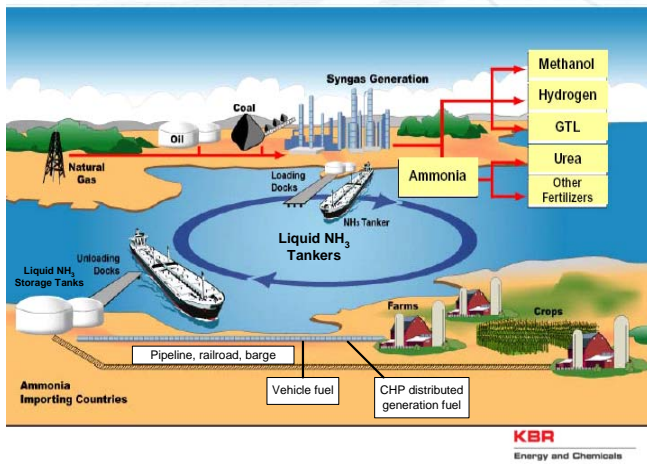 Methanol
Syngas Generation
Hydrogen
Coal
GTL
Oil
Natural
Gas
Loading
Docks
Ammonia
Urea
Other
Fertilizers
NH3 Tanker
Liquid NH3
Tankers
Unloading
Docks
Liquid NH3
Storage Tanks
Farms
Crops
Pipeline, railroad, barge
Vehicle fuel
CHP distributed
generation fuel
Ammonia
Importing Countries
KBR
Energy and Chemicals